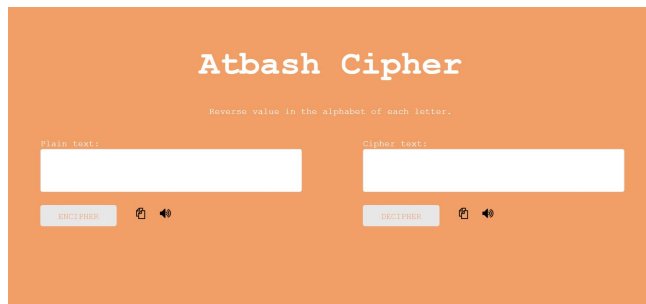 Atbash Cipher
Reverse value in the alphabet of each letter.
Plain text:
Cipher text:
ENCIPHER
DECIPHER